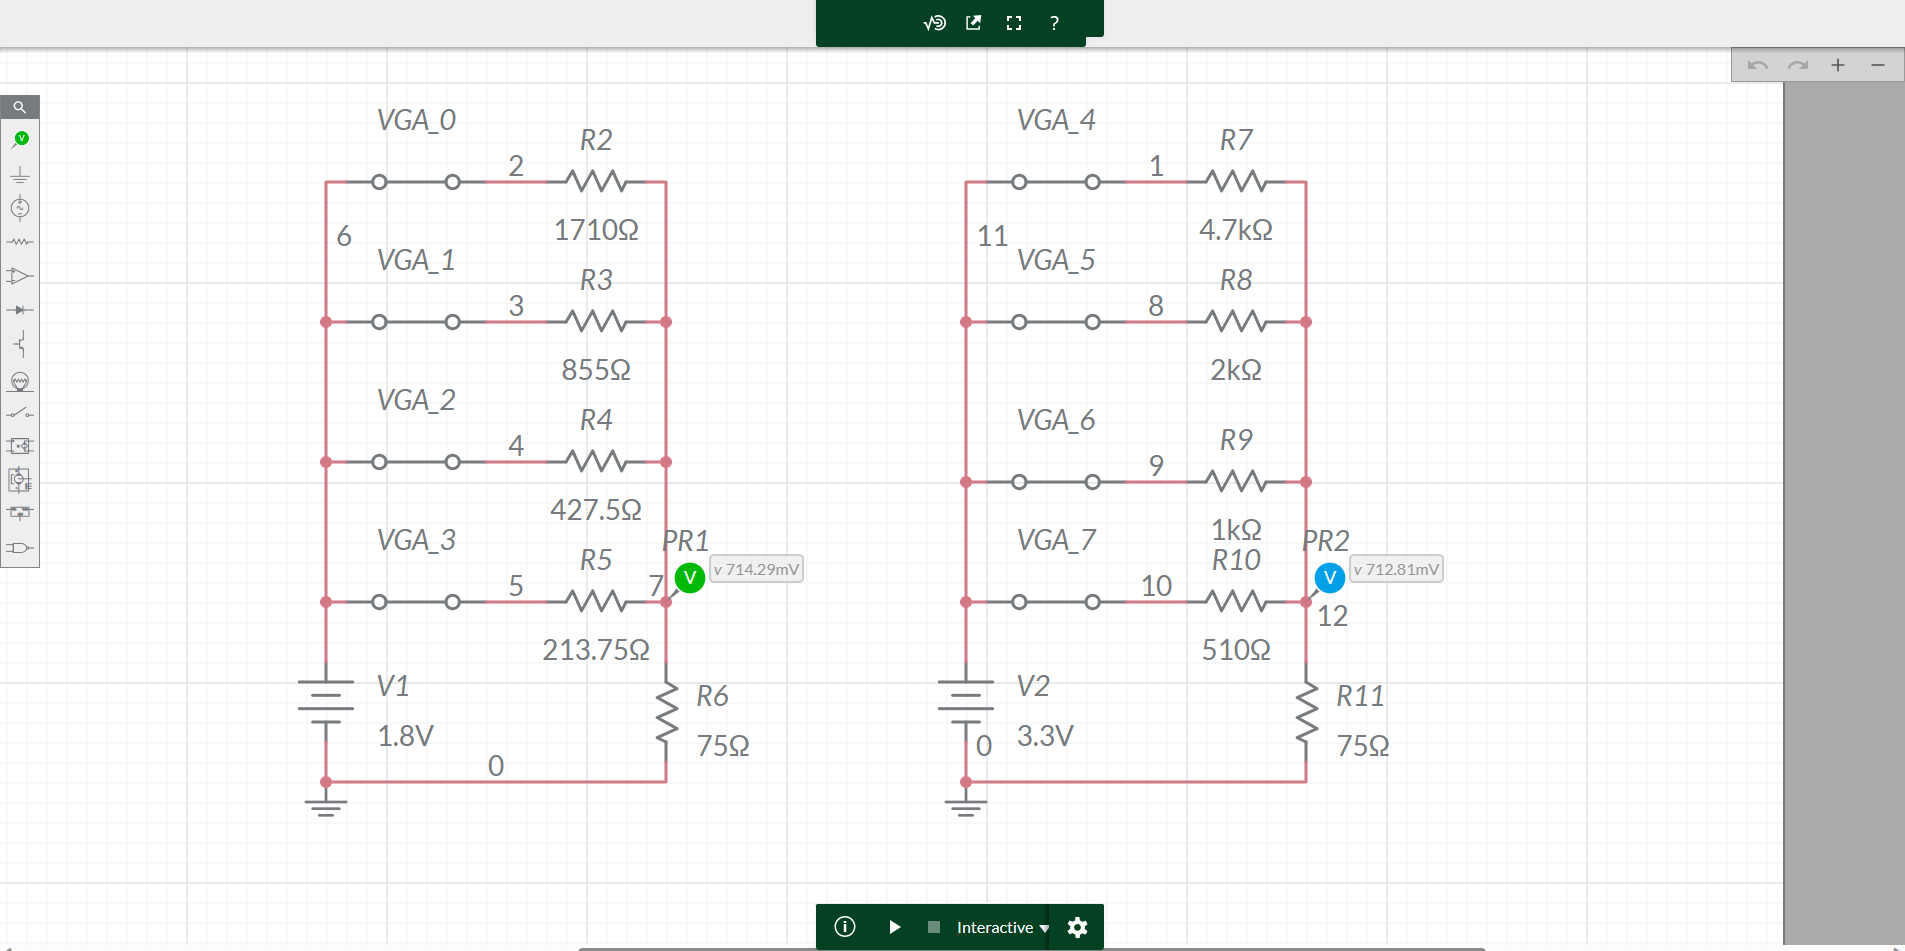 ?
VGA_0
R2
2
1710Ω
6
VGA_1
R3
3
855Ω
VGA_2
R4
4
427.5Ω
VGA_3
R5
5
7
PR1
V
v 714.29mV
213.75Ω
V1
1.8V
R6
75Ω
0
VGA_4
R7
1
4.7kΩ
11
VGA_5
R8
8
2kΩ
VGA_6
R9
9
1kΩ
VGA_7
R10
10
PR2
V
v 712.81mV
12
510Ω
V2
3.3V
0
R11
75Ω
V
i
Interactive